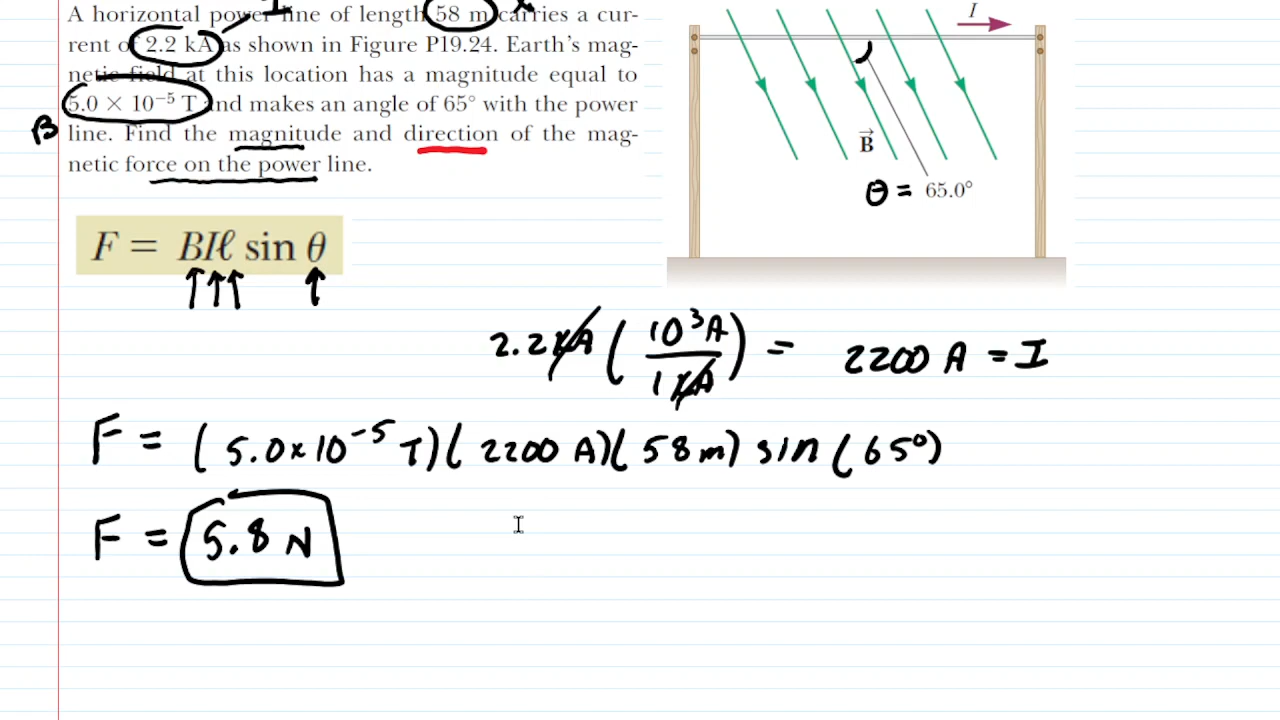 A horizontal power line of length 58 m carries a cur-
rent of 2.2 kA as shown in Figure P19.24. Earth's mag-
netic field at this location has a magnitude equal to
5.0 × 10⁻⁵ T and makes an angle of 65° with the power
B
line. Find the magnitude and direction of the mag-
netic force on the power line.
I
B
θ = 65.0°
F = BIℓ sin θ
2.2 kA ( 10³ A / 1 kA ) = 2200 A = I
F = ( 5.0 × 10⁻⁵ T)( 2200 A)( 58 m) sin ( 65°)
F = 5.8 N